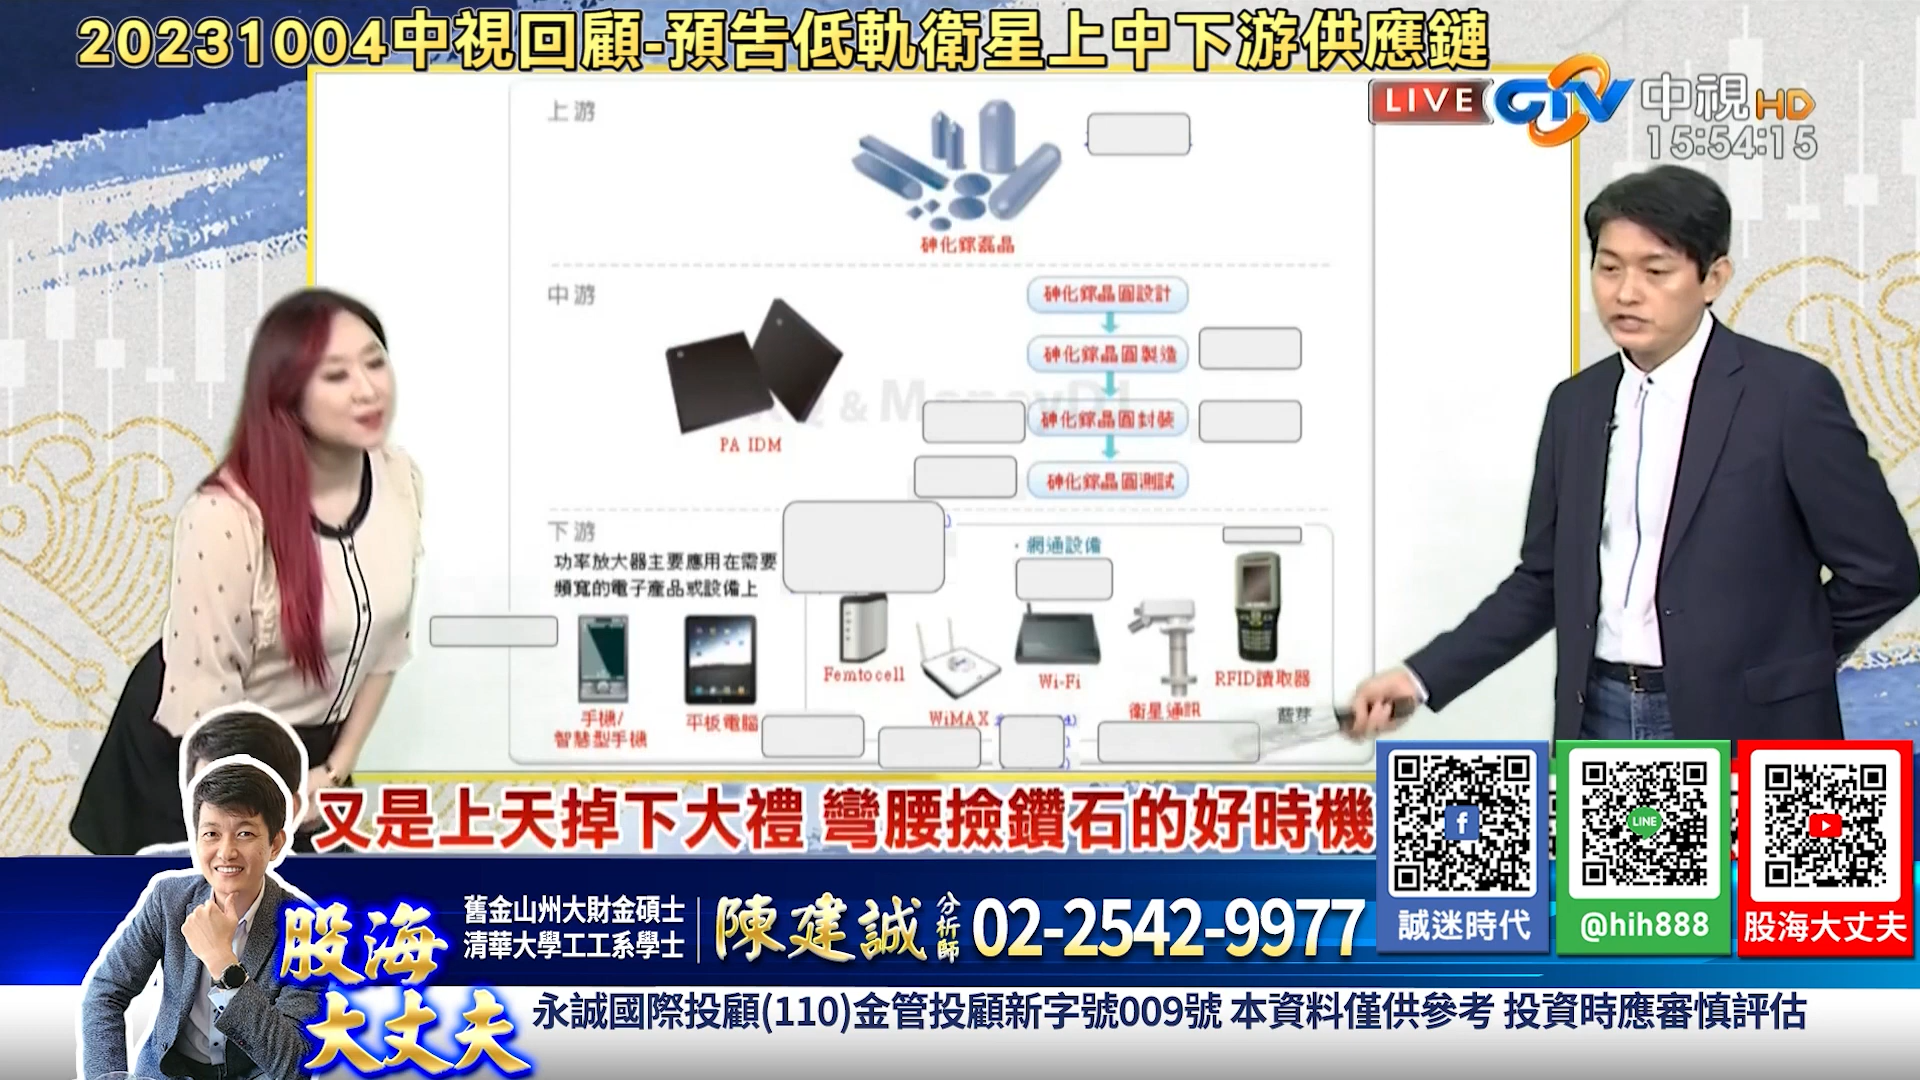 20231004中視回顧-預告低軌衛星上中下游供應鏈
LIVE CTV 中視HD
15:54:15
上游
砷化鎵磊晶
中游
砷化鎵晶圓設計
砷化鎵晶圓製造
砷化鎵晶圓封裝
砷化鎵晶圓測試
PA IDM
下游
功率放大器主要應用在需要
頻寬的電子產品或設備上
·網通設備
手機/
智慧型手機
平板電腦
Femtocell
WiMAX
Wi-Fi
衛星通訊
RFID讀取器
藍芽
又是上天掉下大禮 彎腰撿鑽石的好時機
股海
大丈夫
舊金山州大財金碩士
清華大學工工系學士
陳建誠 分析師
02-2542-9977
誠迷時代
LINE
@hih888
股海大丈夫
永誠國際投顧(110)金管投顧新字號009號 本資料僅供參考 投資時應審慎評估